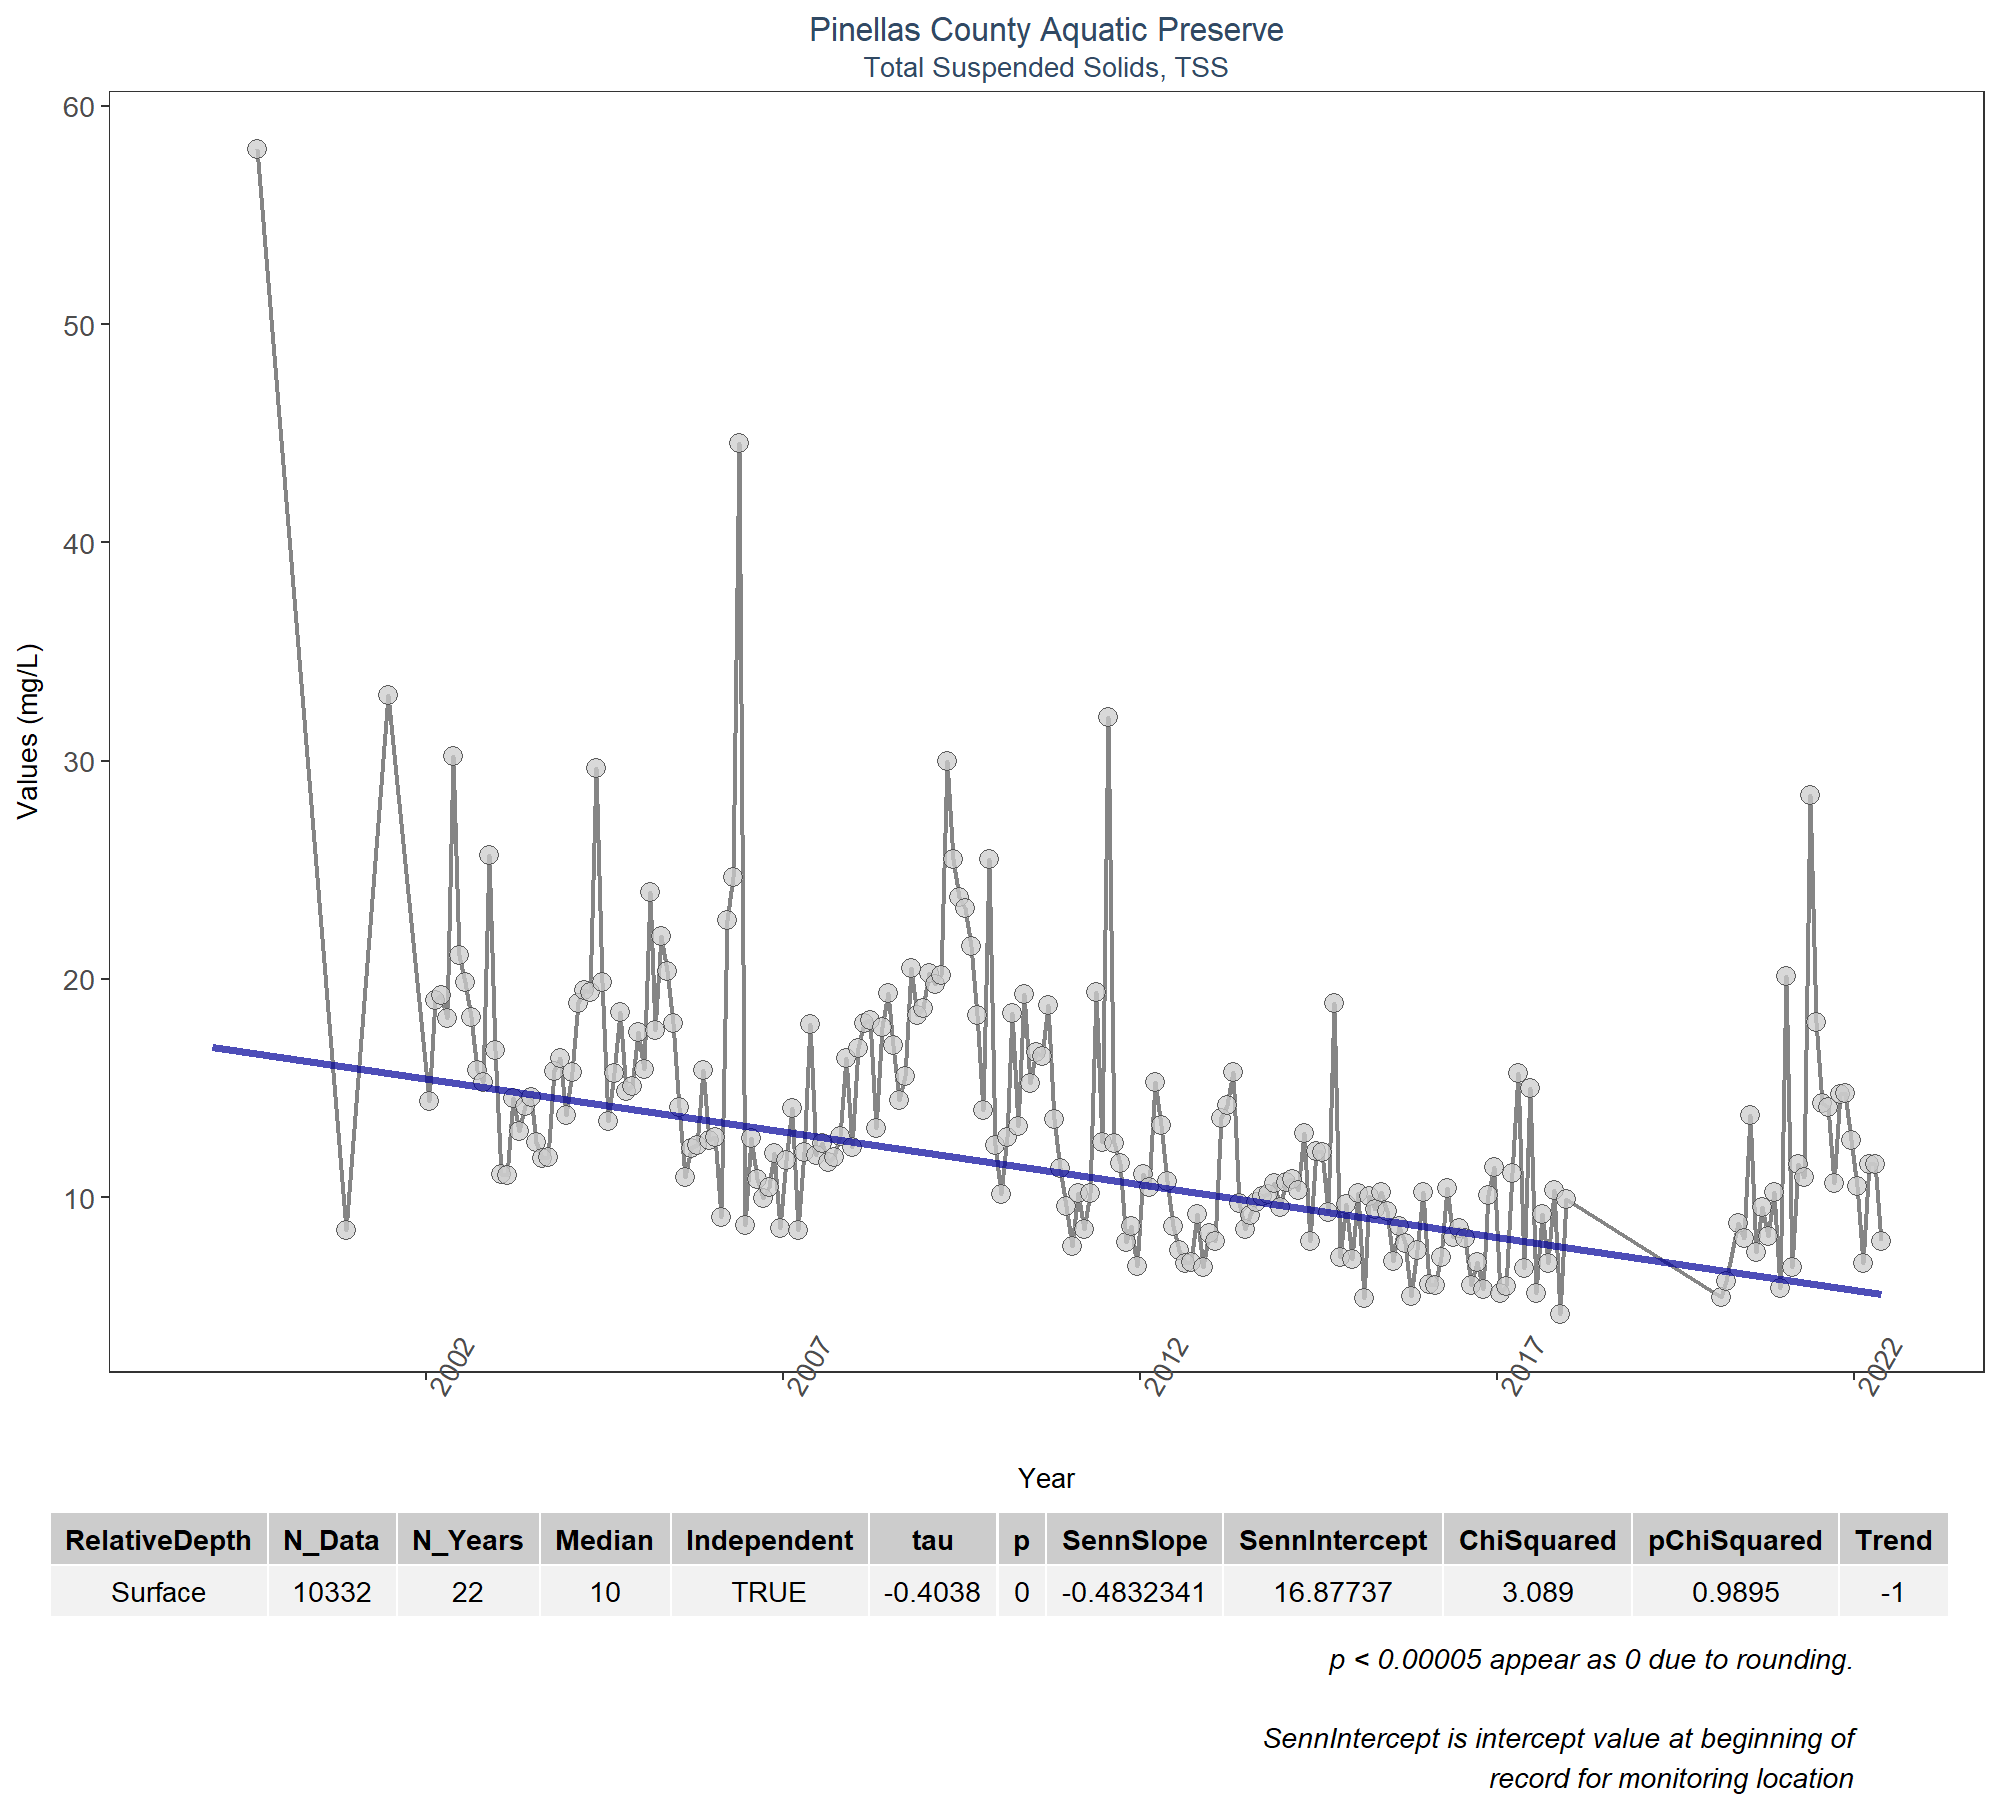 Pinellas County Aquatic Preserve
Total Suspended Solids, TSS
60
50
40
30
20
10
Values (mg/L)
2002
2007
2012
2017
2022
Year
RelativeDepth N_Data N_Years Median Independent tau p SennSlope SennIntercept ChiSquared pChiSquared Trend
Surface 10332 22 10 TRUE -0.4038 0 -0.4832341 16.87737 3.089 0.9895 -1
p < 0.00005 appear as 0 due to rounding.
SennIntercept is intercept value at beginning of
record for monitoring location